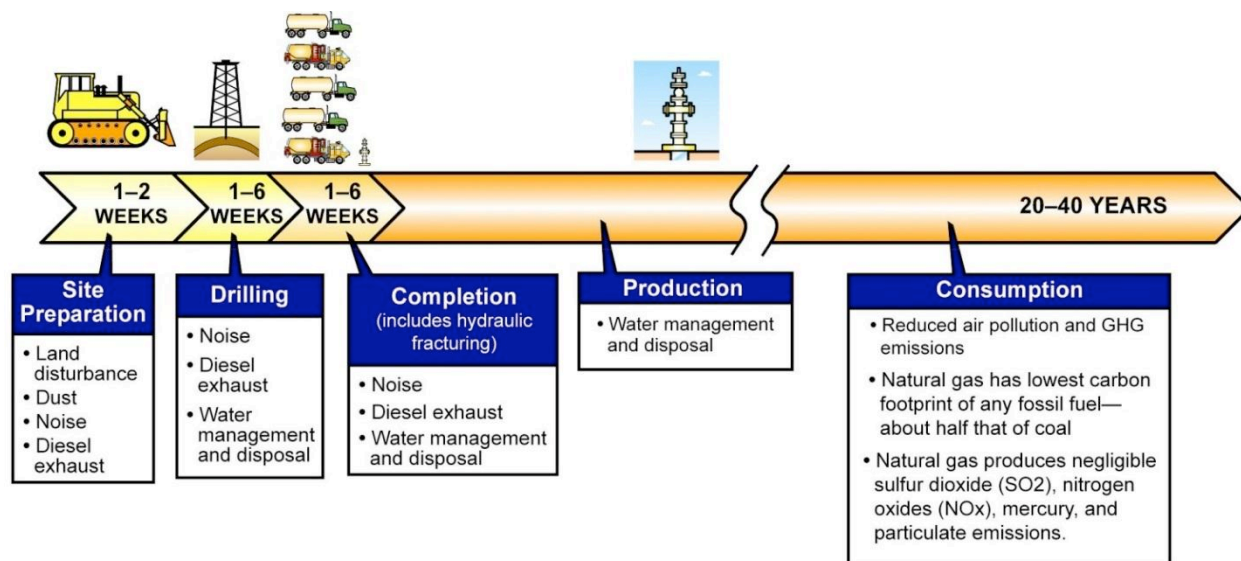 1–2
WEEKS
1–6
WEEKS
1–6
WEEKS
20–40 YEARS
Site
Preparation
• Land
disturbance
• Dust
• Noise
• Diesel
exhaust
Drilling
• Noise
• Diesel
exhaust
• Water
management
and disposal
Completion
(includes hydraulic
fracturing)
• Noise
• Diesel exhaust
• Water management
and disposal
Production
• Water management
and disposal
Consumption
• Reduced air pollution and GHG
emissions
• Natural gas has lowest carbon
footprint of any fossil fuel—
about half that of coal
• Natural gas produces negligible
sulfur dioxide (SO2), nitrogen
oxides (NOx), mercury, and
particulate emissions.